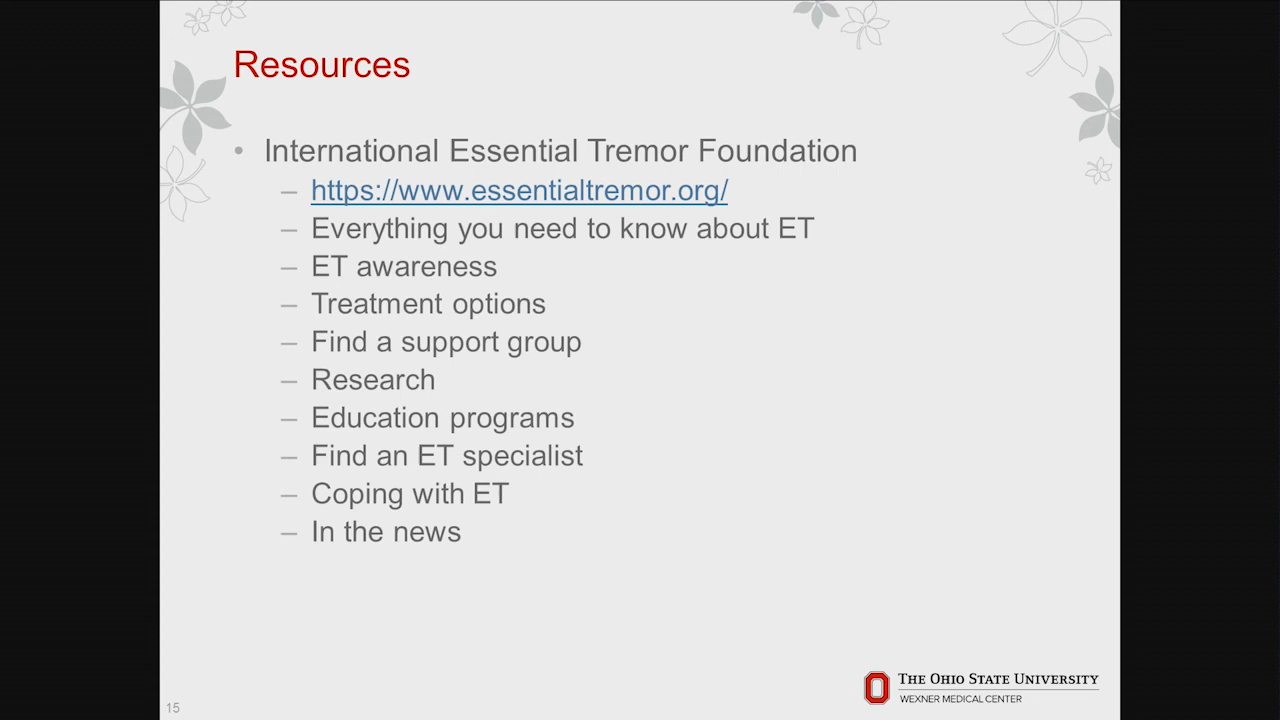 Resources
• International Essential Tremor Foundation
– https://www.essentialtremor.org/
– Everything you need to know about ET
– ET awareness
– Treatment options
– Find a support group
– Research
– Education programs
– Find an ET specialist
– Coping with ET
– In the news
THE OHIO STATE UNIVERSITY
WEXNER MEDICAL CENTER
15